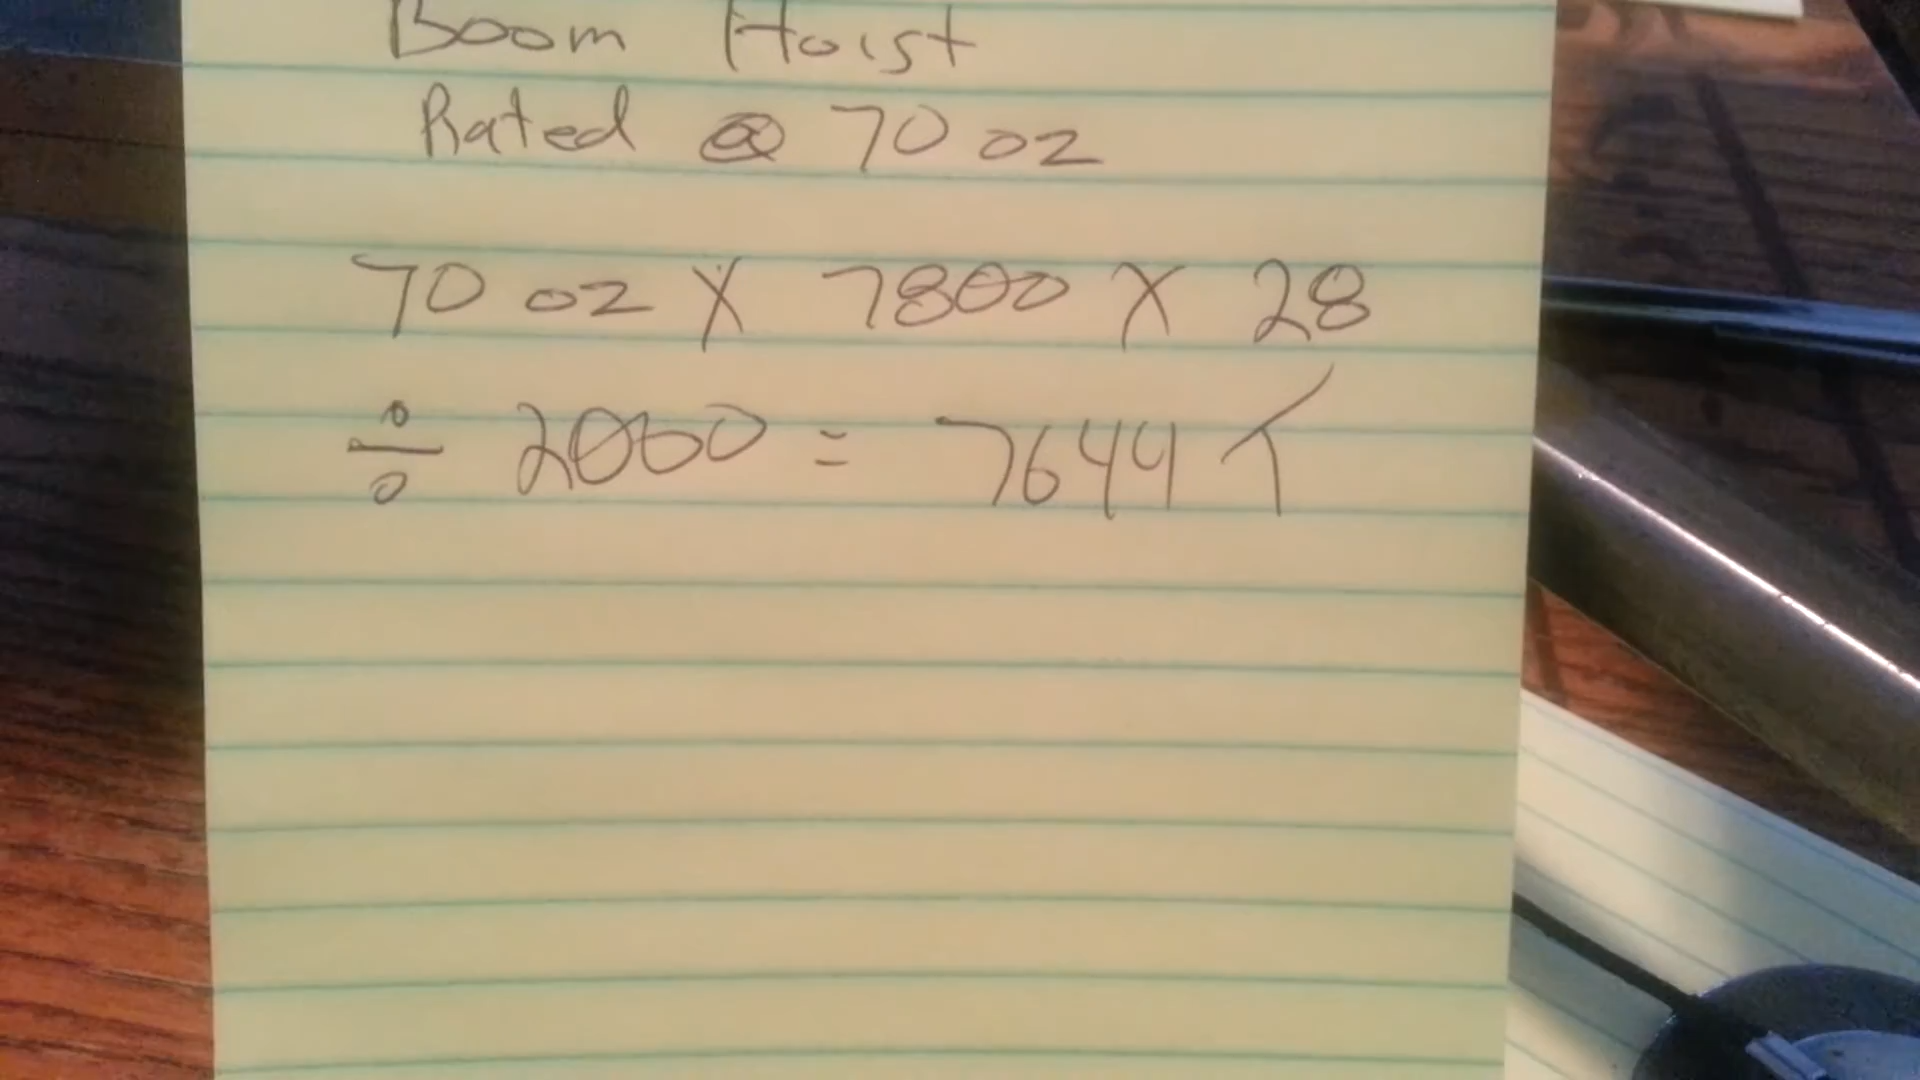 Boom Hoist
Rated @ 70 oz
70 oz X 7800 X 28
÷ 2000 = 7644 T